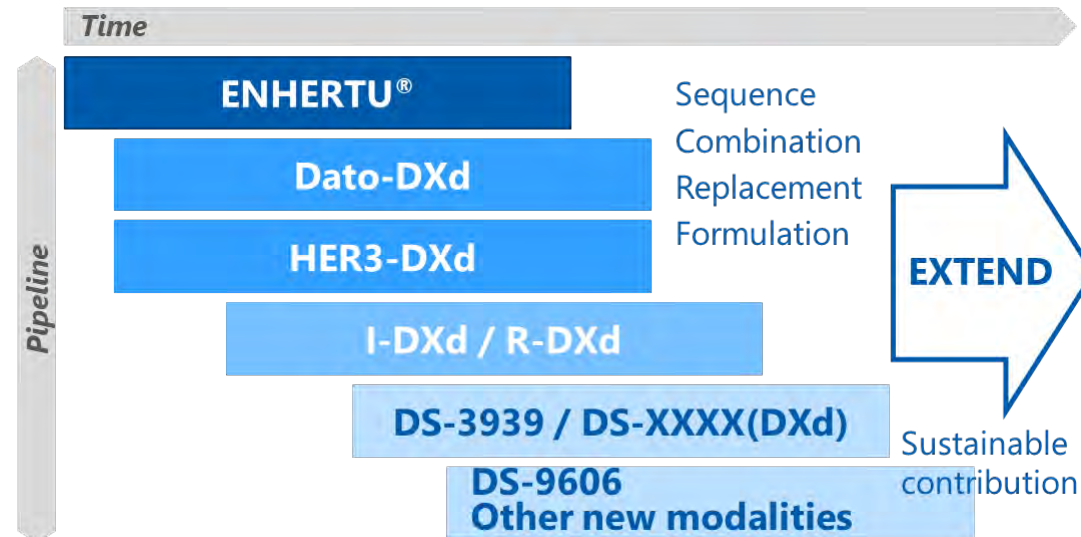 Time
Pipeline
ENHERTU®
Dato-DXd
HER3-DXd
I-DXd / R-DXd
DS-3939 / DS-XXXX(DXd)
DS-9606
Other new modalities
Sequence
Combination
Replacement
Formulation
EXTEND
Sustainable
contribution